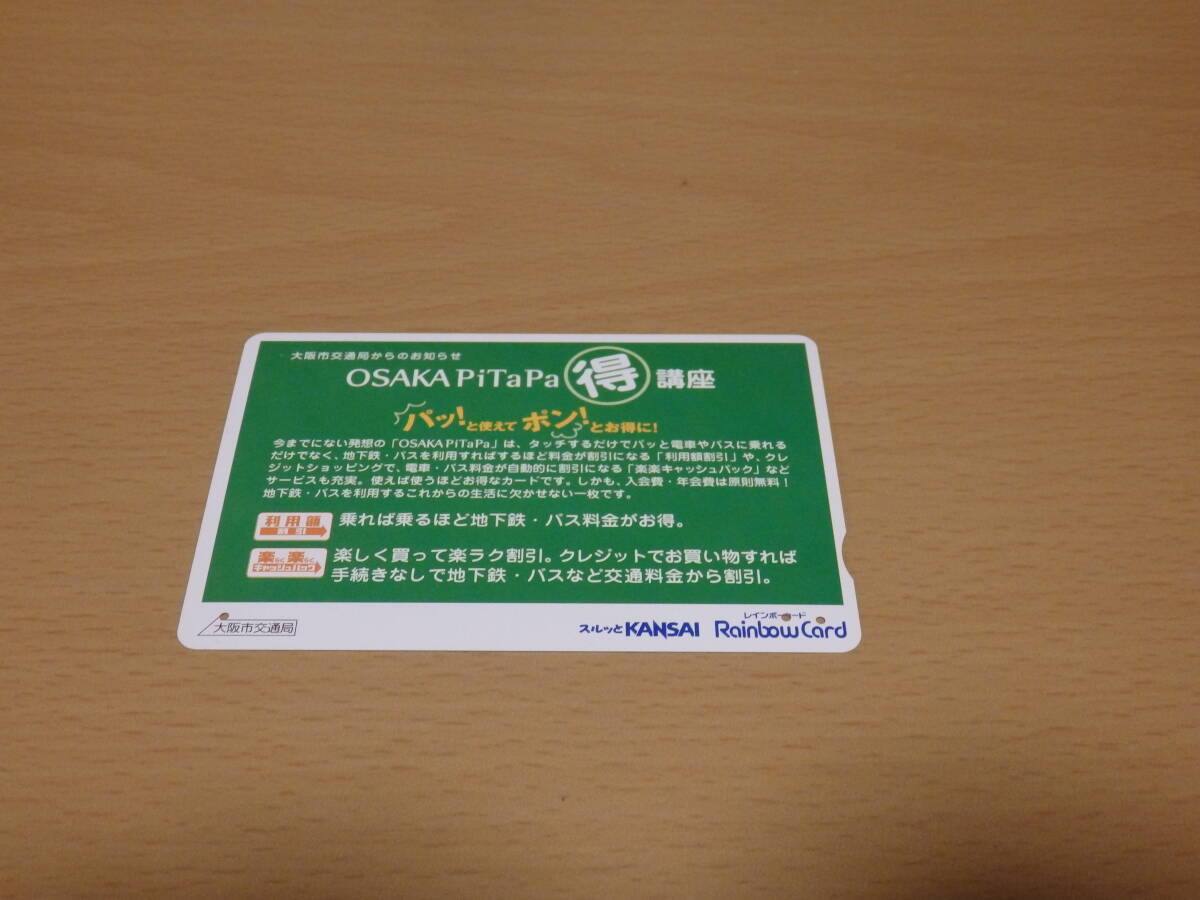 大阪市交通局からのお知らせ
OSAKA PiTaPa 得 講座
パッ!と使えて ポン!とお得に!
今までにない発想の「OSAKA PiTaPa」は、タッチするだけでパッと電車やバスに乗れる
だけでなく、地下鉄・バスを利用すればするほど料金が割引になる「利用額割引」や、クレ
ジットショッピングで、電車・バス料金が自動的に割引になる「楽楽キャッシュバック」など
サービスも充実。使えば使うほどお得なカードです。しかも、入会費・年会費は原則無料!
地下鉄・バスを利用するこれからの生活に欠かせない一枚です。
利用額
割引
乗れば乗るほど地下鉄・バス料金がお得。
楽らく楽らく
キャッシュバック
楽しく買って楽ラク割引。クレジットでお買い物すれば
手続きなしで地下鉄・バスなど交通料金から割引。
大阪市交通局
スルッとKANSAI
レインボーカード
Rainbow Card